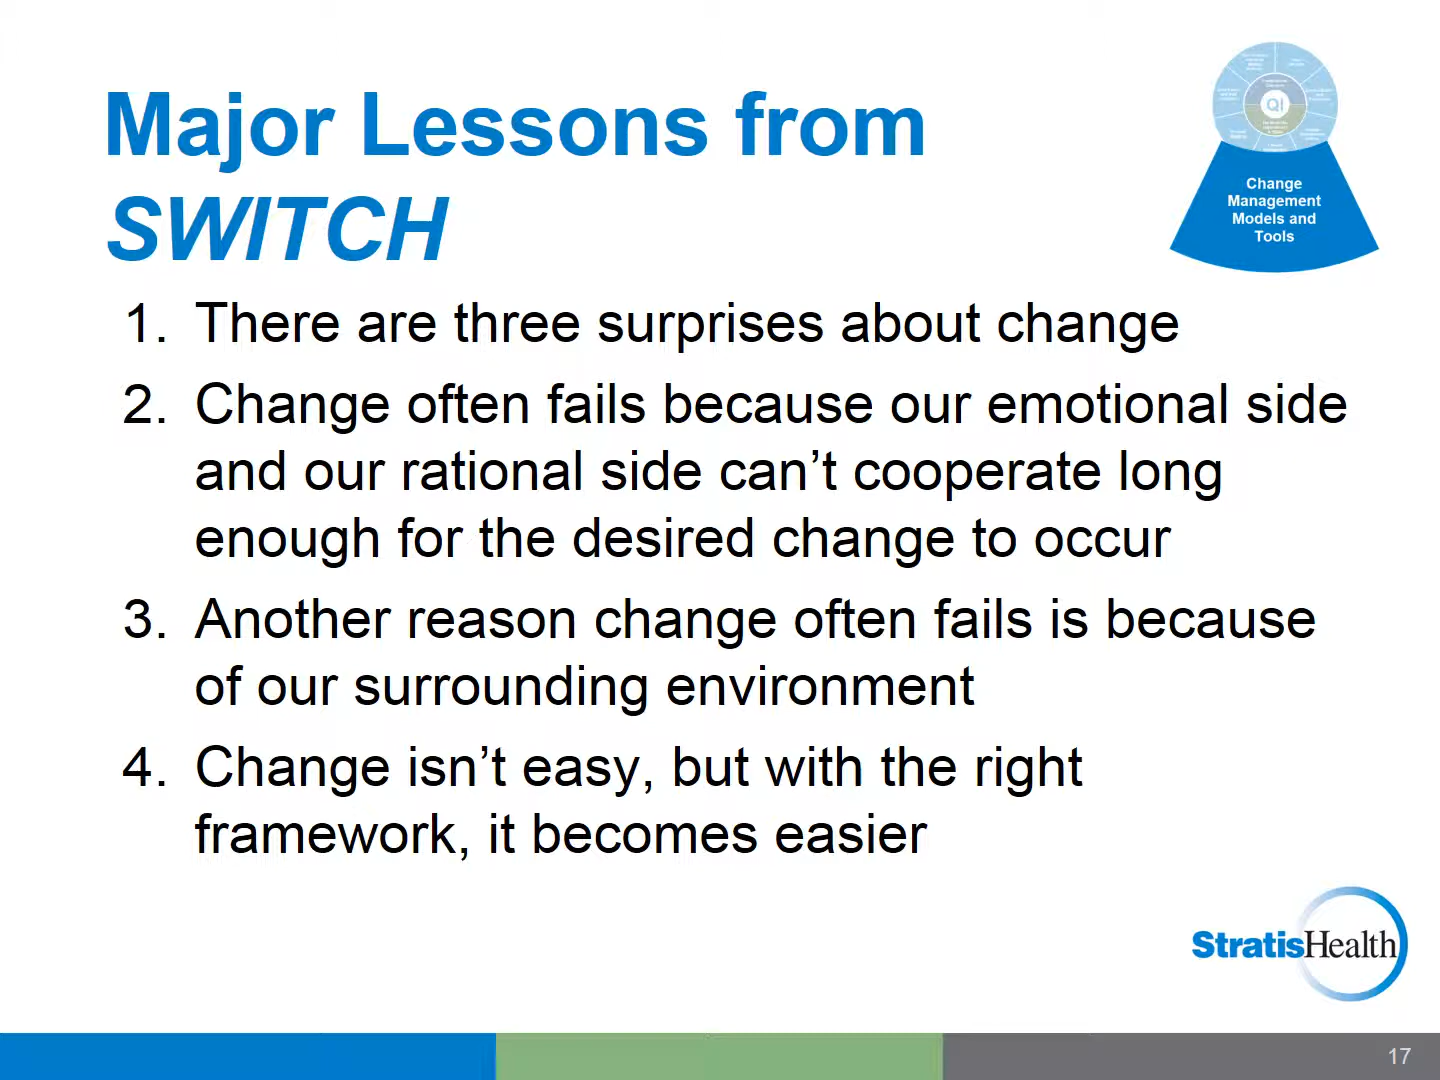 Major Lessons from
SWITCH
QI
Change
Management
Models and
Tools
1. There are three surprises about change
2. Change often fails because our emotional side
and our rational side can’t cooperate long
enough for the desired change to occur
3. Another reason change often fails is because
of our surrounding environment
4. Change isn’t easy, but with the right
framework, it becomes easier
StratisHealth
17